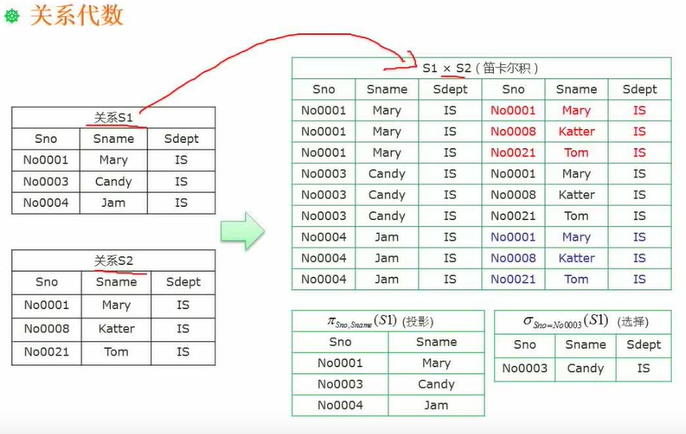 关系代数
关系S1
Sno Sname Sdept
No0001 Mary IS
No0003 Candy IS
No0004 Jam IS
关系S2
Sno Sname Sdept
No0001 Mary IS
No0008 Katter IS
No0021 Tom IS
S1 × S2 ( 笛卡尔积 )
Sno Sname Sdept Sno Sname Sdept
No0001 Mary IS No0001 Mary IS
No0001 Mary IS No0008 Katter IS
No0001 Mary IS No0021 Tom IS
No0003 Candy IS No0001 Mary IS
No0003 Candy IS No0008 Katter IS
No0003 Candy IS No0021 Tom IS
No0004 Jam IS No0001 Mary IS
No0004 Jam IS No0008 Katter IS
No0004 Jam IS No0021 Tom IS
π Sno,Sname (S1) (投影)
Sno Sname
No0001 Mary
No0003 Candy
No0004 Jam
σ Sno=No0003 (S1) (选择)
Sno Sname Sdept
No0003 Candy IS